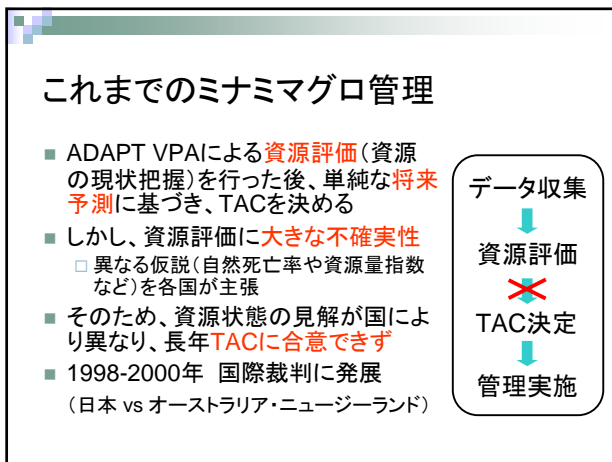 これまでのミナミマグロ管理
■ ADAPT VPAによる資源評価(資源
の現状把握)を行った後、単純な将来
予測に基づき、TACを決める
■ しかし、資源評価に大きな不確実性
□ 異なる仮説(自然死亡率や資源量指数
など)を各国が主張
■ そのため、資源状態の見解が国によ
り異なり、長年TACに合意できず
■ 1998-2000年 国際裁判に発展
(日本 vs オーストラリア・ニュージーランド)
データ収集
資源評価
TAC決定
管理実施